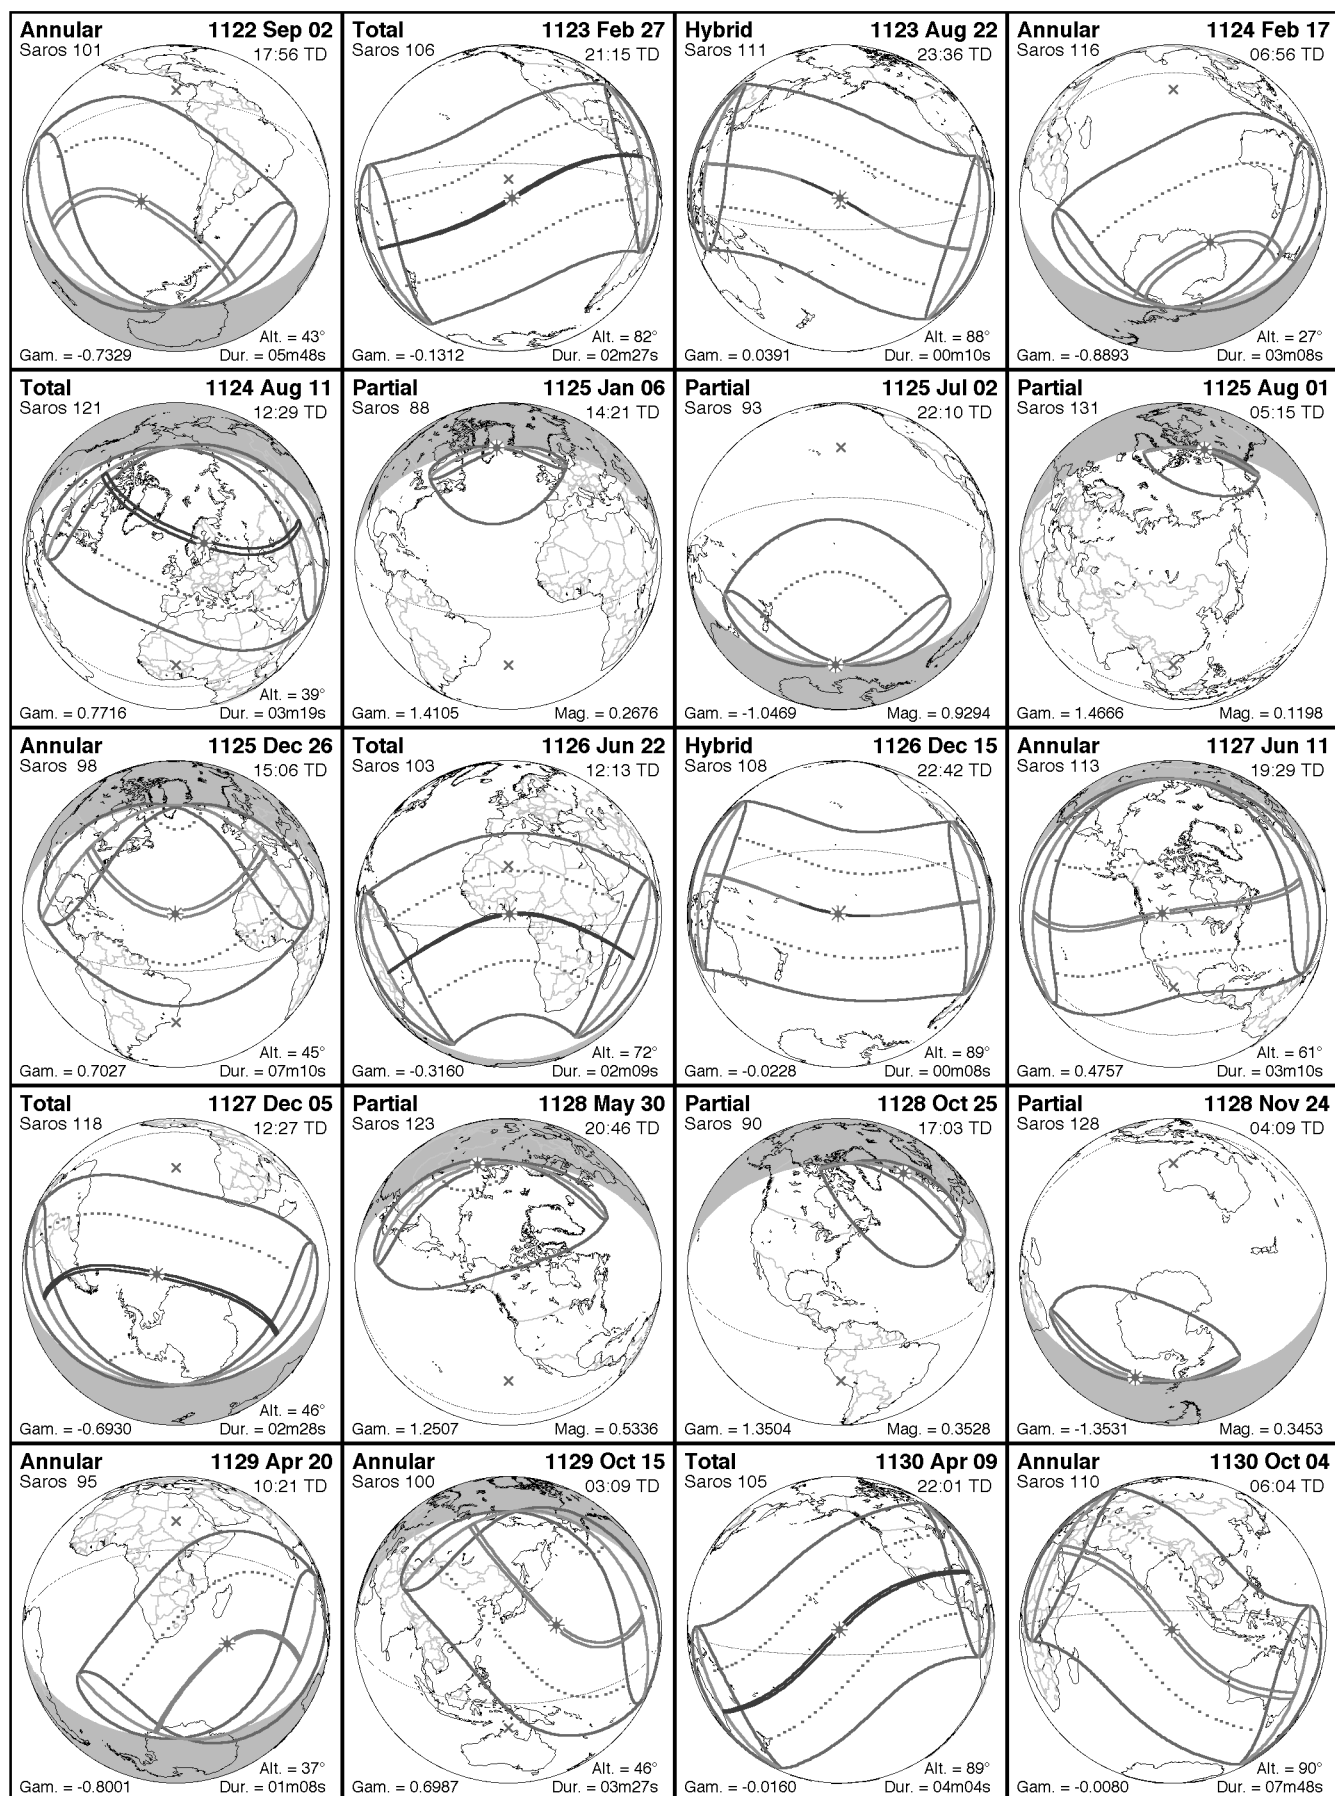 Annular 1122 Sep 02
Saros 101 17:56 TD
Alt. = 43°
Gam. = -0.7329 Dur. = 05m48s
Total 1123 Feb 27
Saros 106 21:15 TD
Alt. = 82°
Gam. = -0.1312 Dur. = 02m27s
Hybrid 1123 Aug 22
Saros 111 23:36 TD
Alt. = 88°
Gam. = 0.0391 Dur. = 00m10s
Annular 1124 Feb 17
Saros 116 06:56 TD
Alt. = 27°
Gam. = -0.8893 Dur. = 03m08s
Total 1124 Aug 11
Saros 121 12:29 TD
Alt. = 39°
Gam. = 0.7716 Dur. = 03m19s
Partial 1125 Jan 06
Saros 88 14:21 TD
Gam. = 1.4105 Mag. = 0.2676
Partial 1125 Jul 02
Saros 93 22:10 TD
Gam. = -1.0469 Mag. = 0.9294
Partial 1125 Aug 01
Saros 131 05:15 TD
Gam. = 1.4666 Mag. = 0.1198
Annular 1125 Dec 26
Saros 98 15:06 TD
Alt. = 45°
Gam. = 0.7027 Dur. = 07m10s
Total 1126 Jun 22
Saros 103 12:13 TD
Alt. = 72°
Gam. = -0.3160 Dur. = 02m09s
Hybrid 1126 Dec 15
Saros 108 22:42 TD
Alt. = 89°
Gam. = -0.0228 Dur. = 00m08s
Annular 1127 Jun 11
Saros 113 19:29 TD
Alt. = 61°
Gam. = 0.4757 Dur. = 03m10s
Total 1127 Dec 05
Saros 118 12:27 TD
Alt. = 46°
Gam. = -0.6930 Dur. = 02m28s
Partial 1128 May 30
Saros 123 20:46 TD
Gam. = 1.2507 Mag. = 0.5336
Partial 1128 Oct 25
Saros 90 17:03 TD
Gam. = 1.3504 Mag. = 0.3528
Partial 1128 Nov 24
Saros 128 04:09 TD
Gam. = -1.3531 Mag. = 0.3453
Annular 1129 Apr 20
Saros 95 10:21 TD
Alt. = 37°
Gam. = -0.8001 Dur. = 01m08s
Annular 1129 Oct 15
Saros 100 03:09 TD
Alt. = 46°
Gam. = 0.6987 Dur. = 03m27s
Total 1130 Apr 09
Saros 105 22:01 TD
Alt. = 89°
Gam. = -0.0160 Dur. = 04m04s
Annular 1130 Oct 04
Saros 110 06:04 TD
Alt. = 90°
Gam. = -0.0080 Dur. = 07m48s